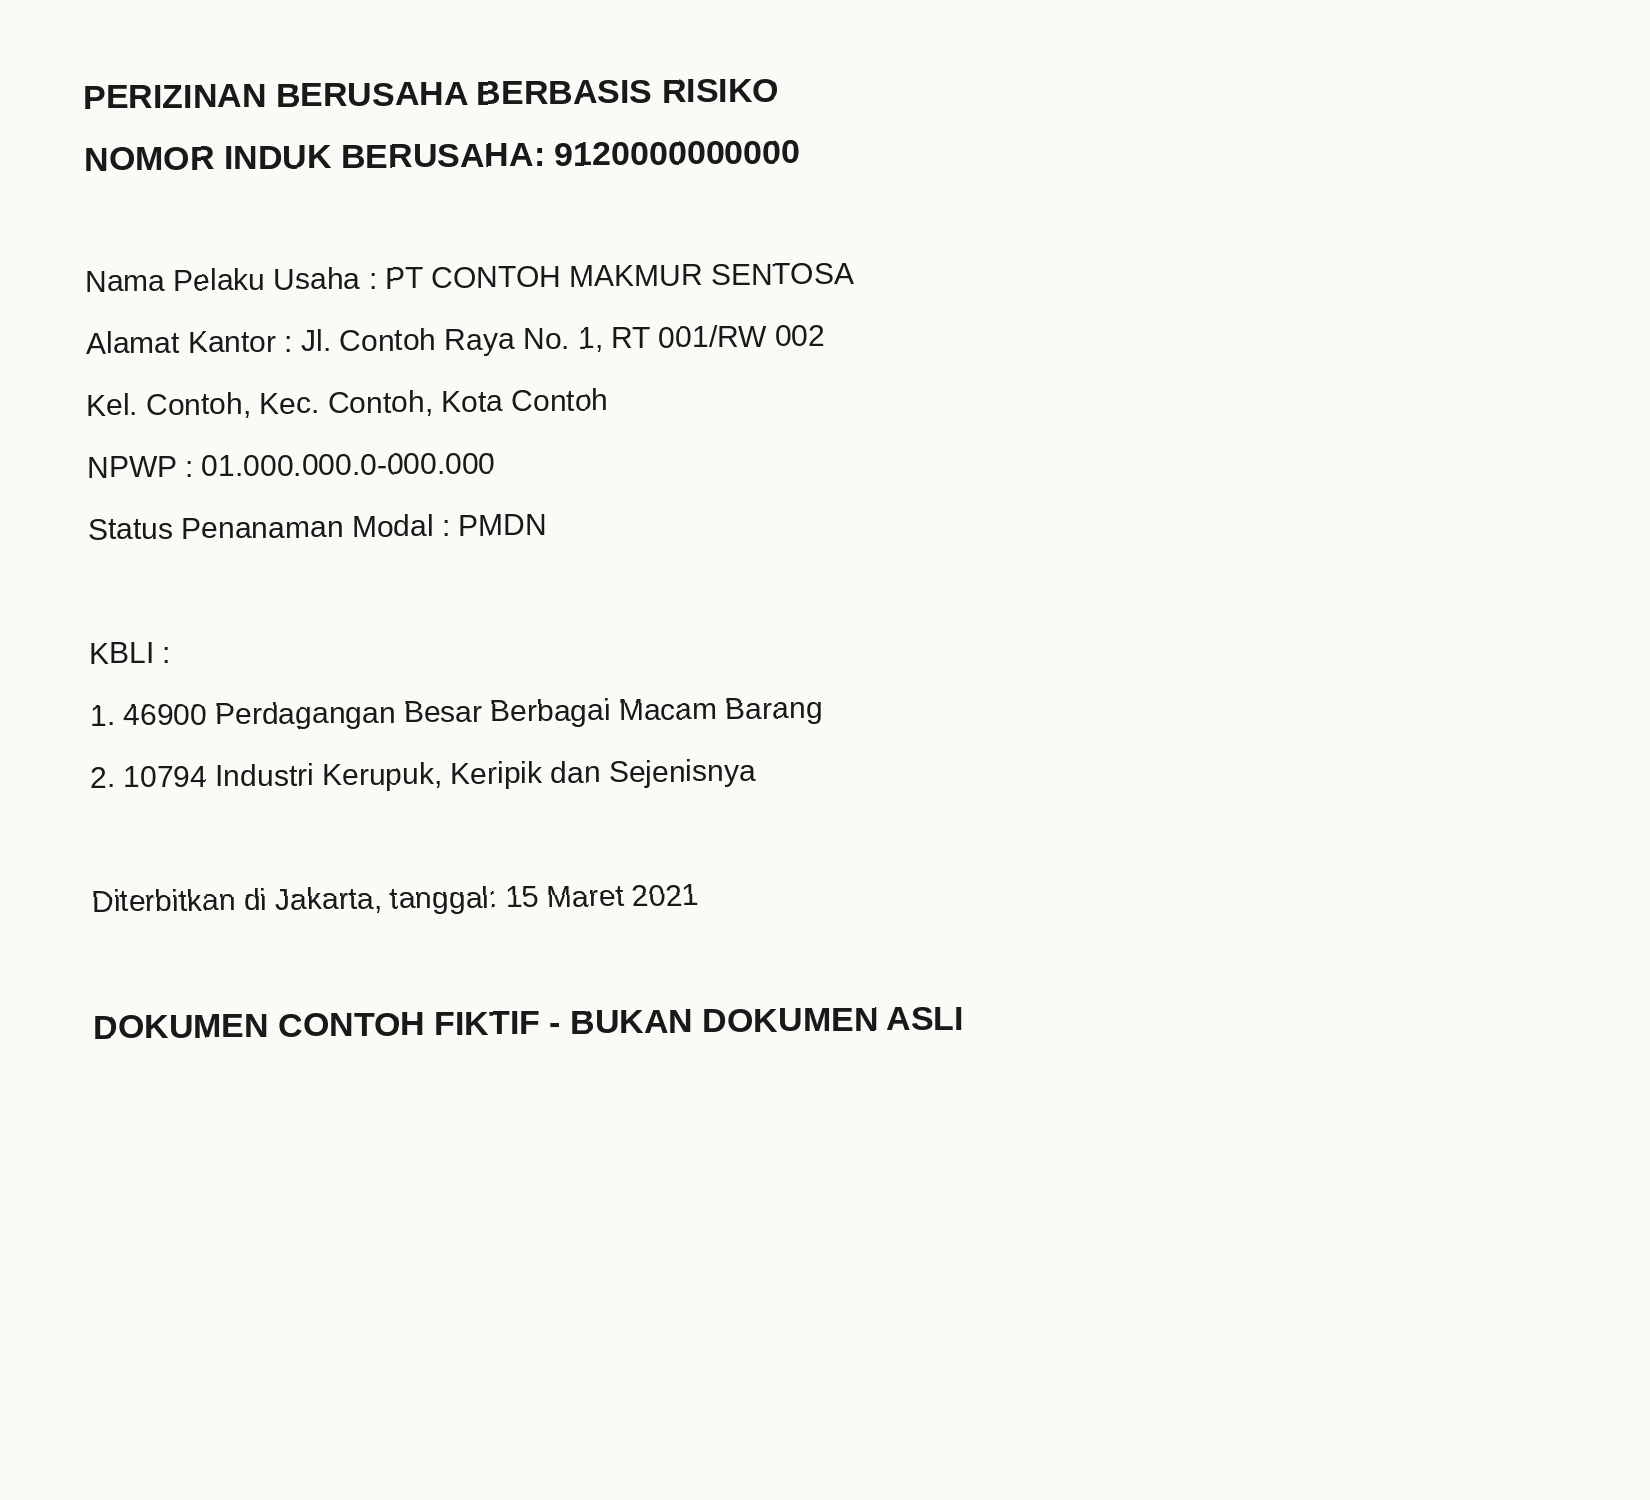 PERIZINAN BERUSAHA BERBASIS RISIKO
NOMOR INDUK BERUSAHA: 9120000000000
Nama Pelaku Usaha : PT CONTOH MAKMUR SENTOSA
Alamat Kantor : Jl. Contoh Raya No. 1, RT 001/RW 002
Kel. Contoh, Kec. Contoh, Kota Contoh
NPWP : 01.000.000.0-000.000
Status Penanaman Modal : PMDN
KBLI :
1. 46900 Perdagangan Besar Berbagai Macam Barang
2. 10794 Industri Kerupuk, Keripik dan Sejenisnya
Diterbitkan di Jakarta, tanggal: 15 Maret 2021
DOKUMEN CONTOH FIKTIF - BUKAN DOKUMEN ASLI